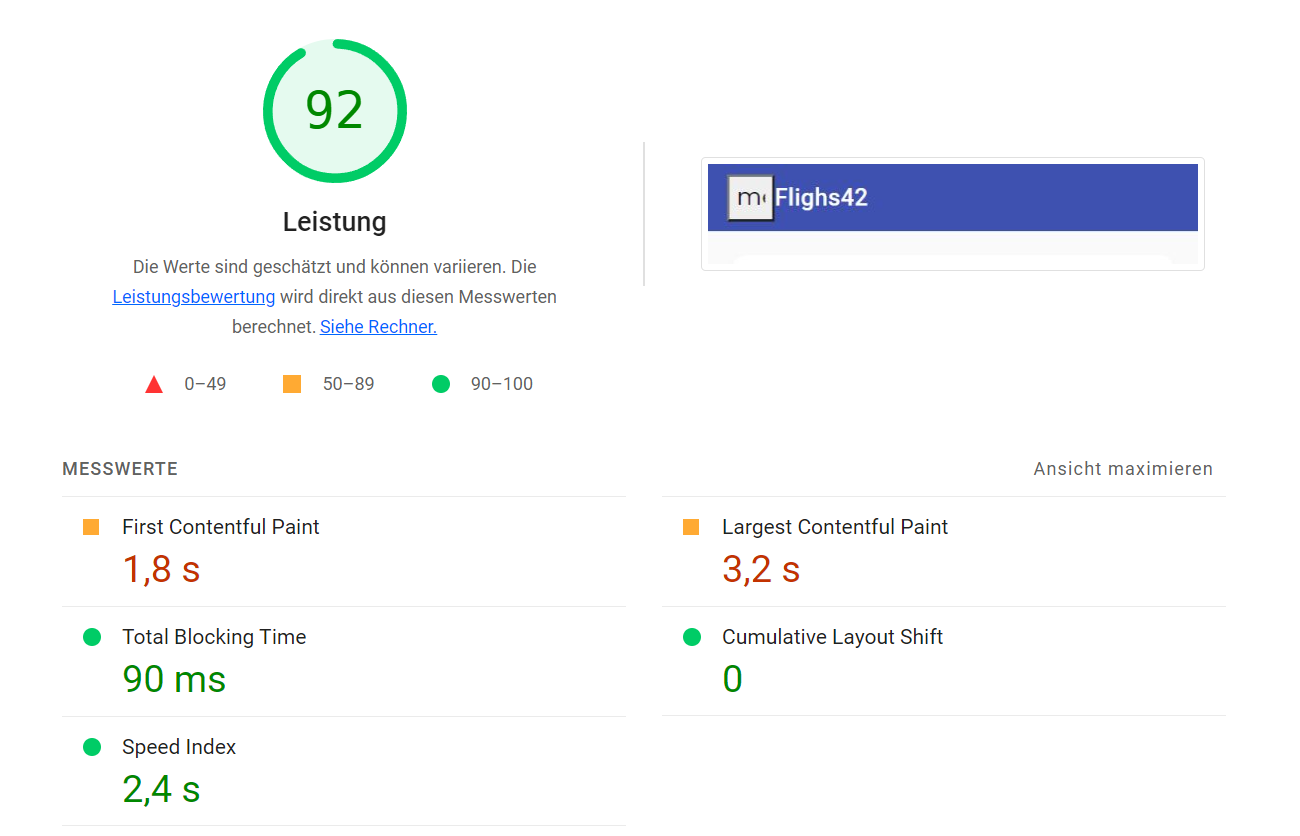 92
Leistung
Die Werte sind geschätzt und können variieren. Die
Leistungsbewertung wird direkt aus diesen Messwerten
berechnet. Siehe Rechner.
0–49
50–89
90–100
Flighs42
MESSWERTE
Ansicht maximieren
First Contentful Paint
1,8 s
Largest Contentful Paint
3,2 s
Total Blocking Time
90 ms
Cumulative Layout Shift
0
Speed Index
2,4 s